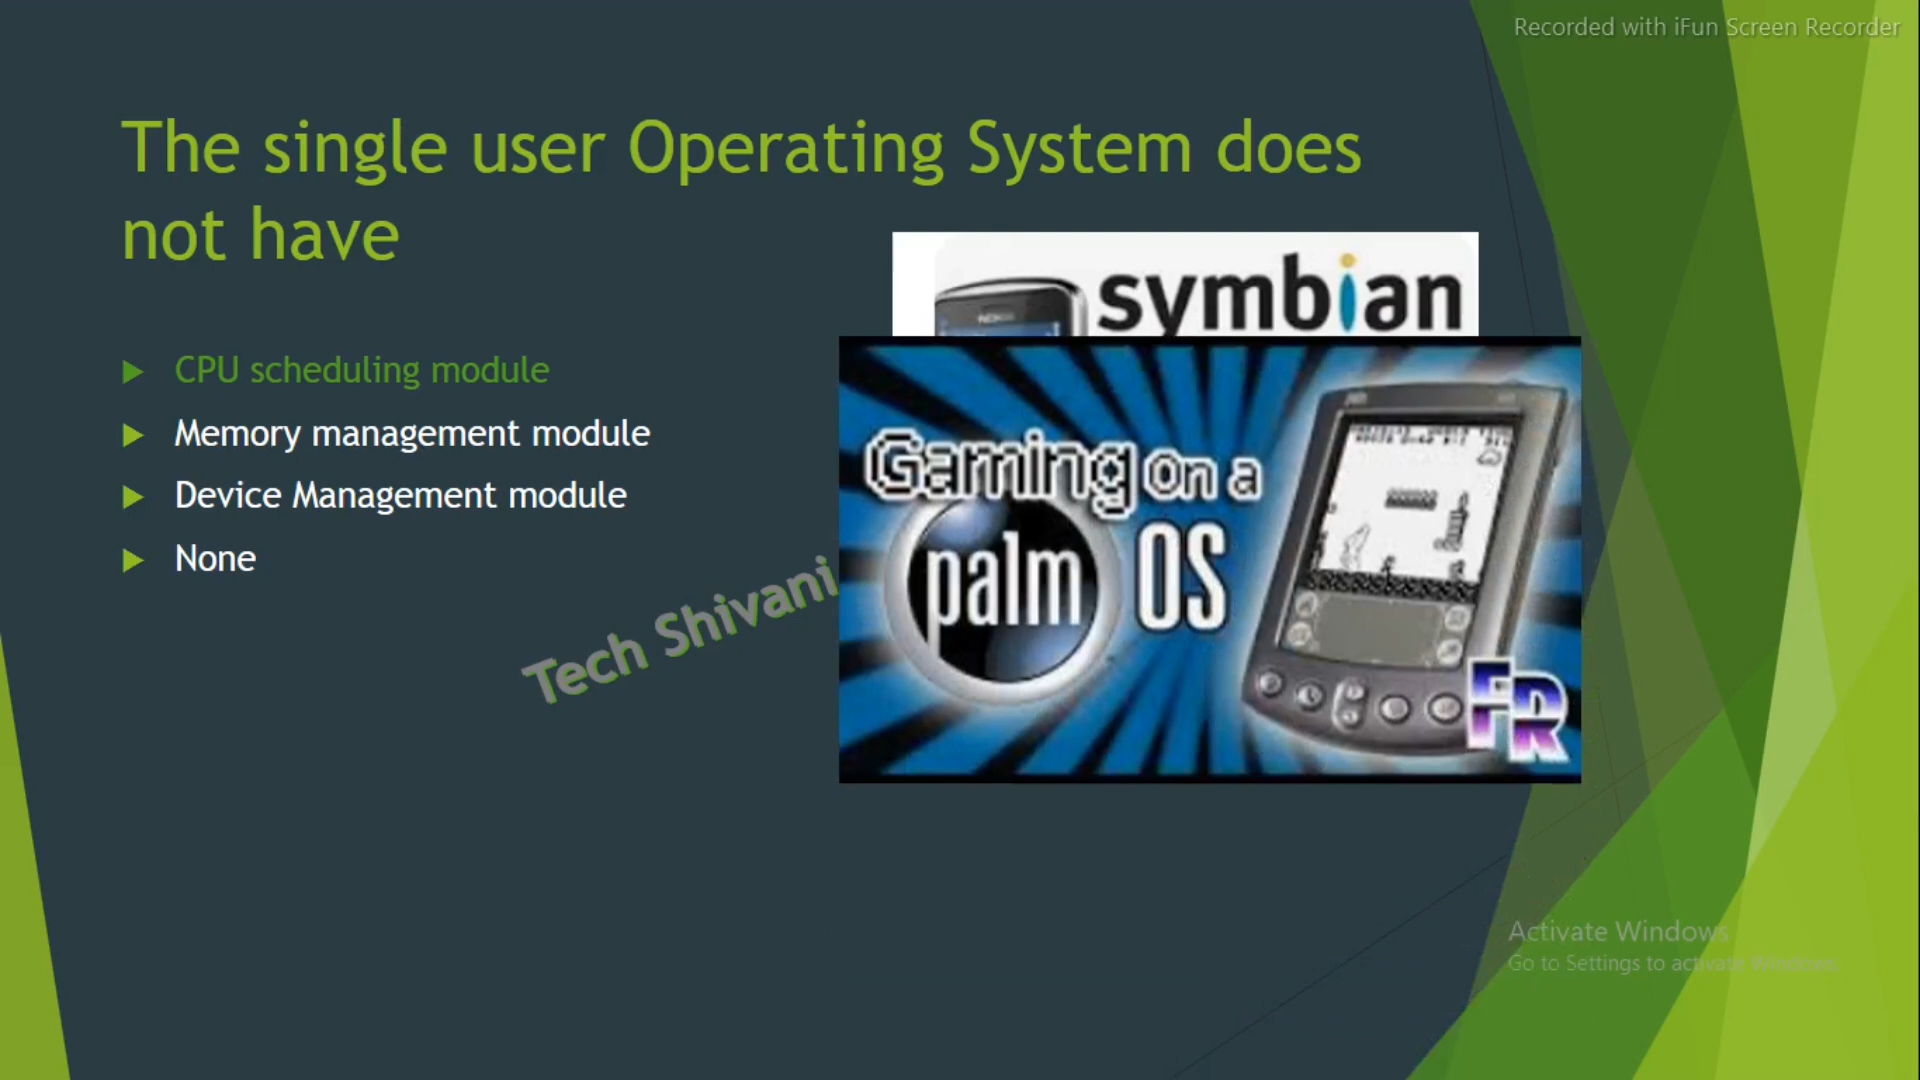 Recorded with iFun Screen Recorder
The single user Operating System does
not have
symbian
NOKIA
CPU scheduling module
Memory management module
Device Management module
None
Gaming on a
palm OS
Tech Shivani
FDR
Activate Windows
Go to Settings to activate Windows.